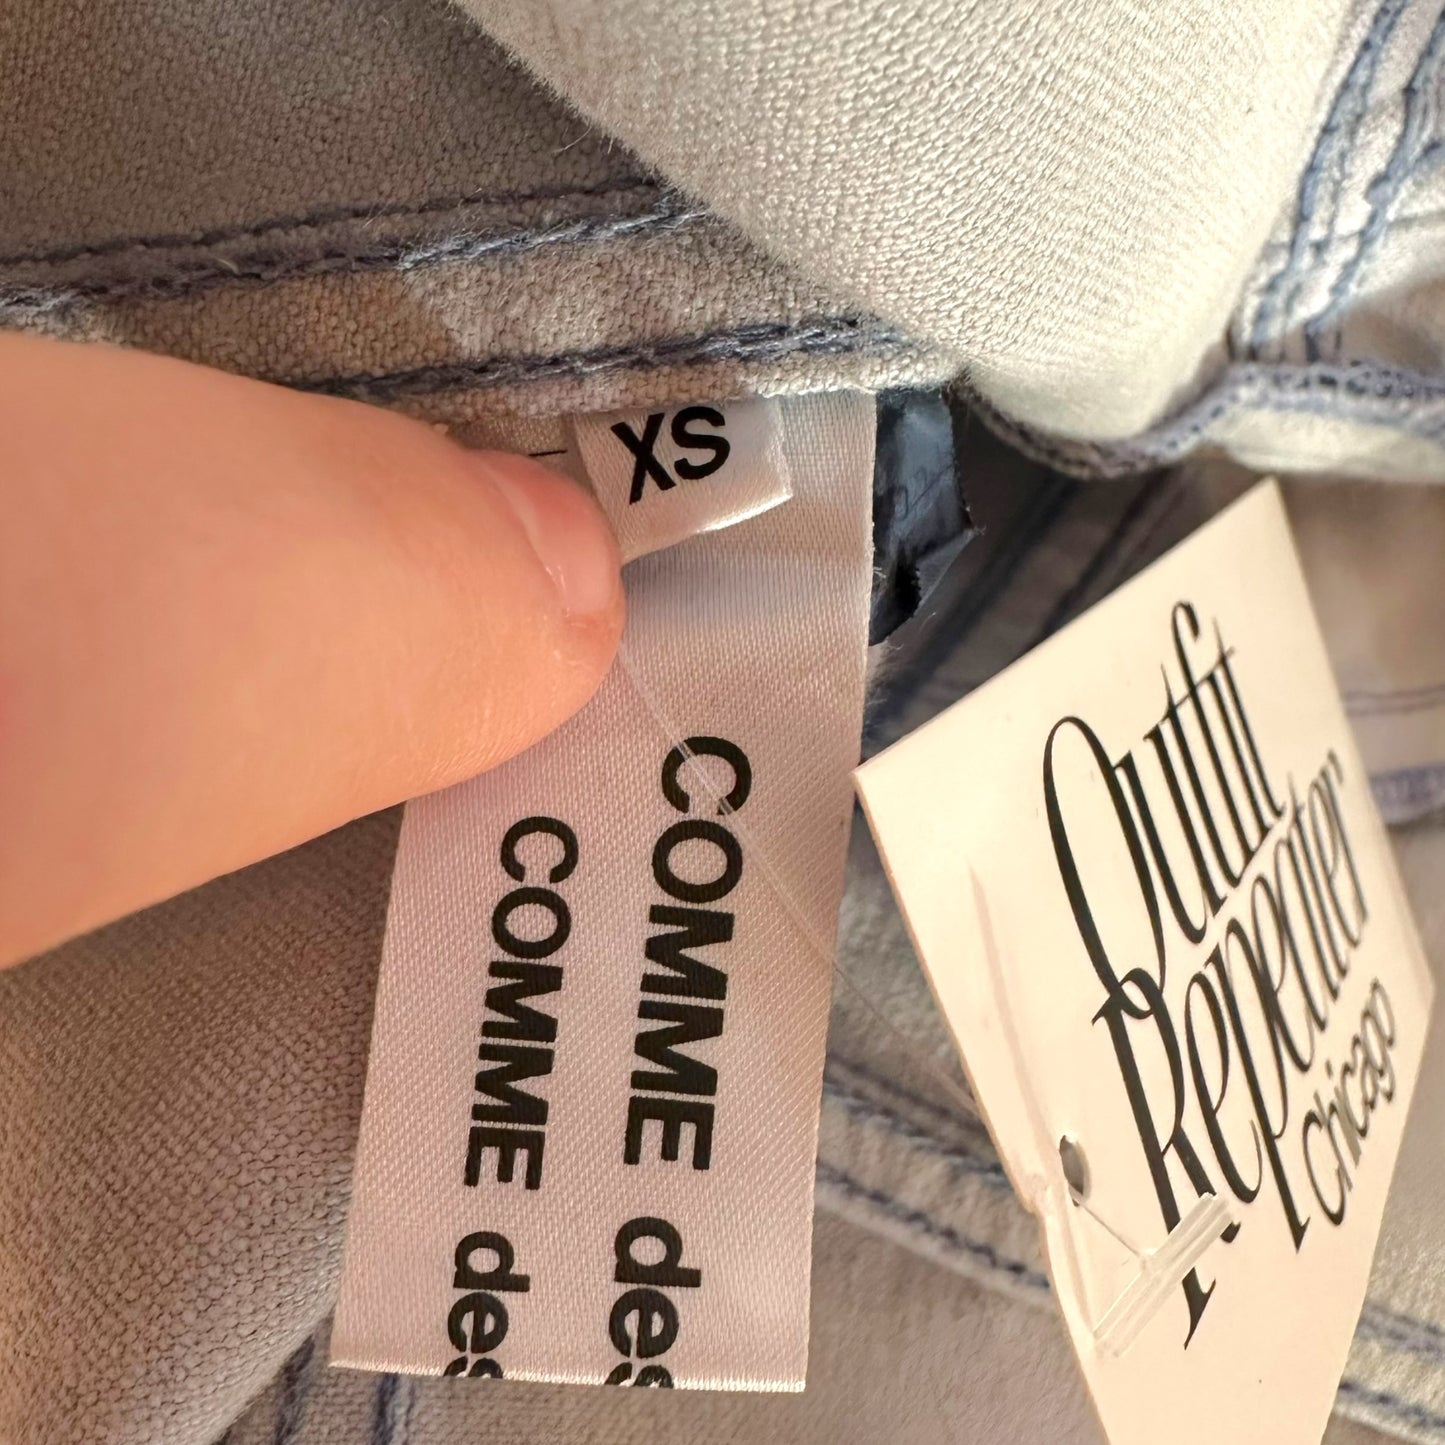 XS
COMME des
COMME des
Outfit
Repeater
Chicago